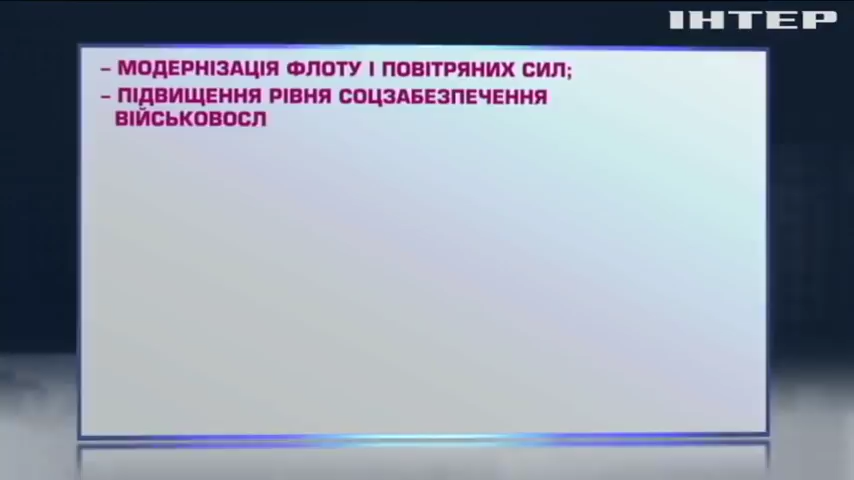 ІНТЕР
– МОДЕРНІЗАЦІЯ ФЛОТУ І ПОВІТРЯНИХ СИЛ;
– ПІДВИЩЕННЯ РІВНЯ СОЦЗАБЕЗПЕЧЕННЯ
ВІЙСЬКОВОСЛ